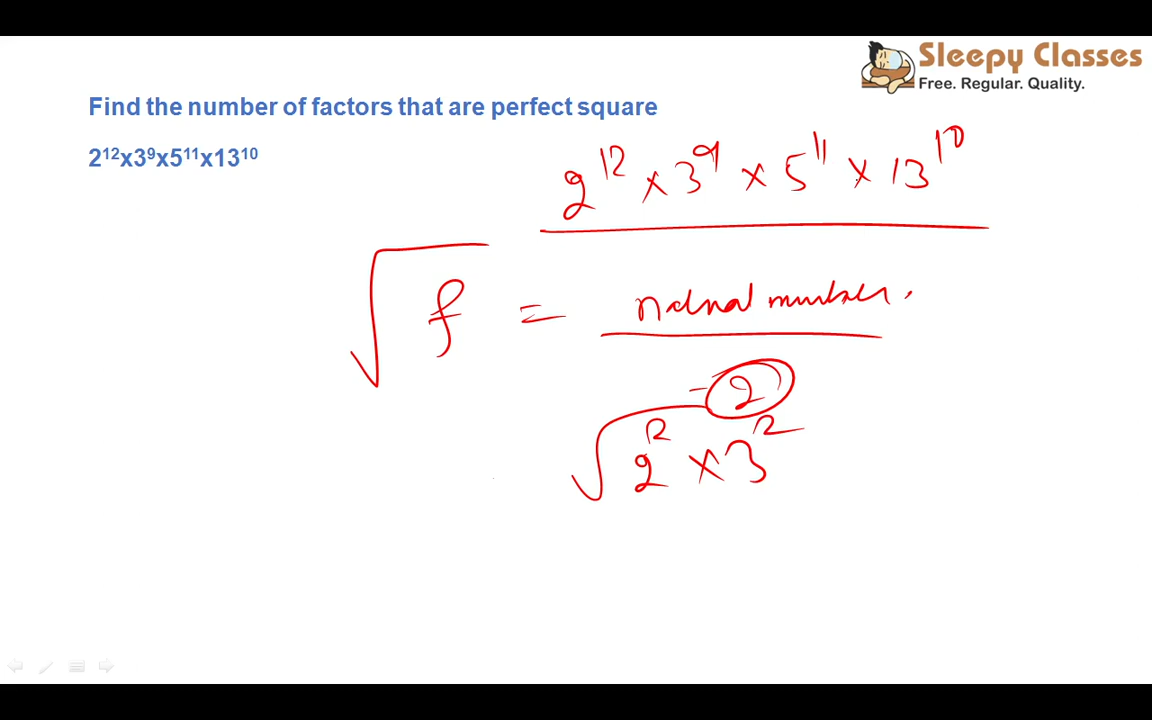 Sleepy Classes
Free. Regular. Quality.
Find the number of factors that are perfect square
2¹²x3⁹x5¹¹x13¹⁰
2¹² × 3⁹ × 5¹¹ × 13¹⁰
√f = natural number.
2
√2² × 3²